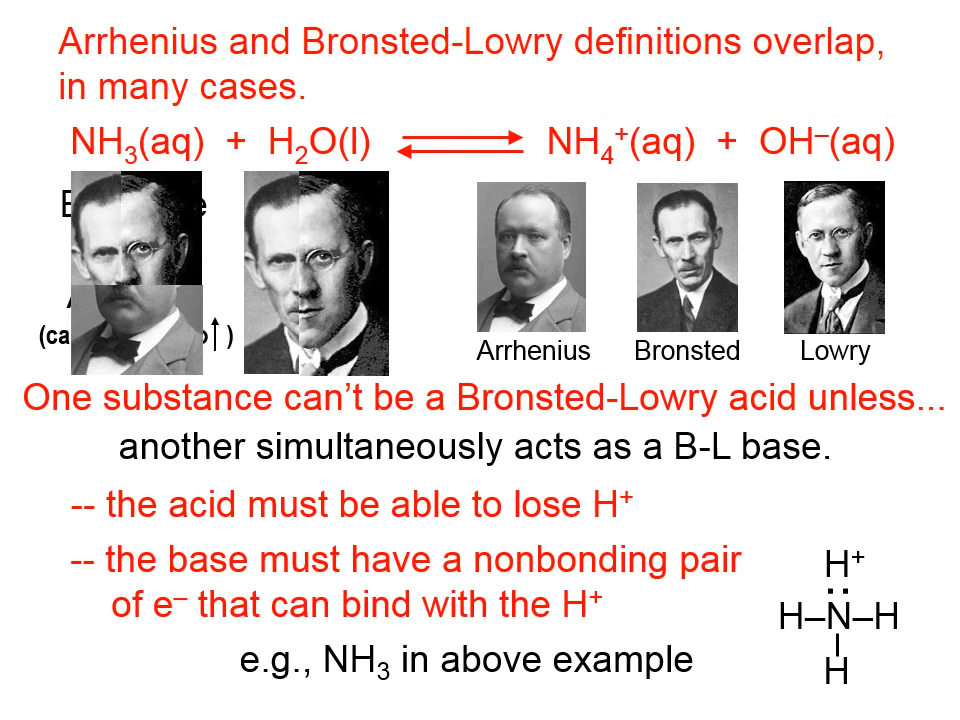 Arrhenius and Bronsted-Lowry definitions overlap,
in many cases.
NH₃(aq) + H₂O(l) ⇌ NH₄⁺(aq) + OH⁻(aq)
Arrhenius Bronsted Lowry
One substance can't be a Bronsted-Lowry acid unless...
another simultaneously acts as a B-L base.
-- the acid must be able to lose H⁺
-- the base must have a nonbonding pair
of e⁻ that can bind with the H⁺
e.g., NH₃ in above example
H⁺
··
H–N–H
|
H